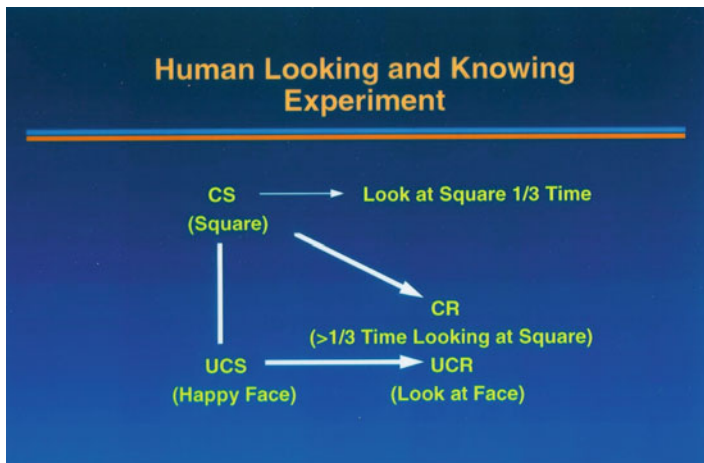 Human Looking and Knowing
Experiment
CS
Look at Square 1/3 Time
(Square)
CR
(>1/3 Time Looking at Square)
UCS
UCR
(Happy Face)
(Look at Face)